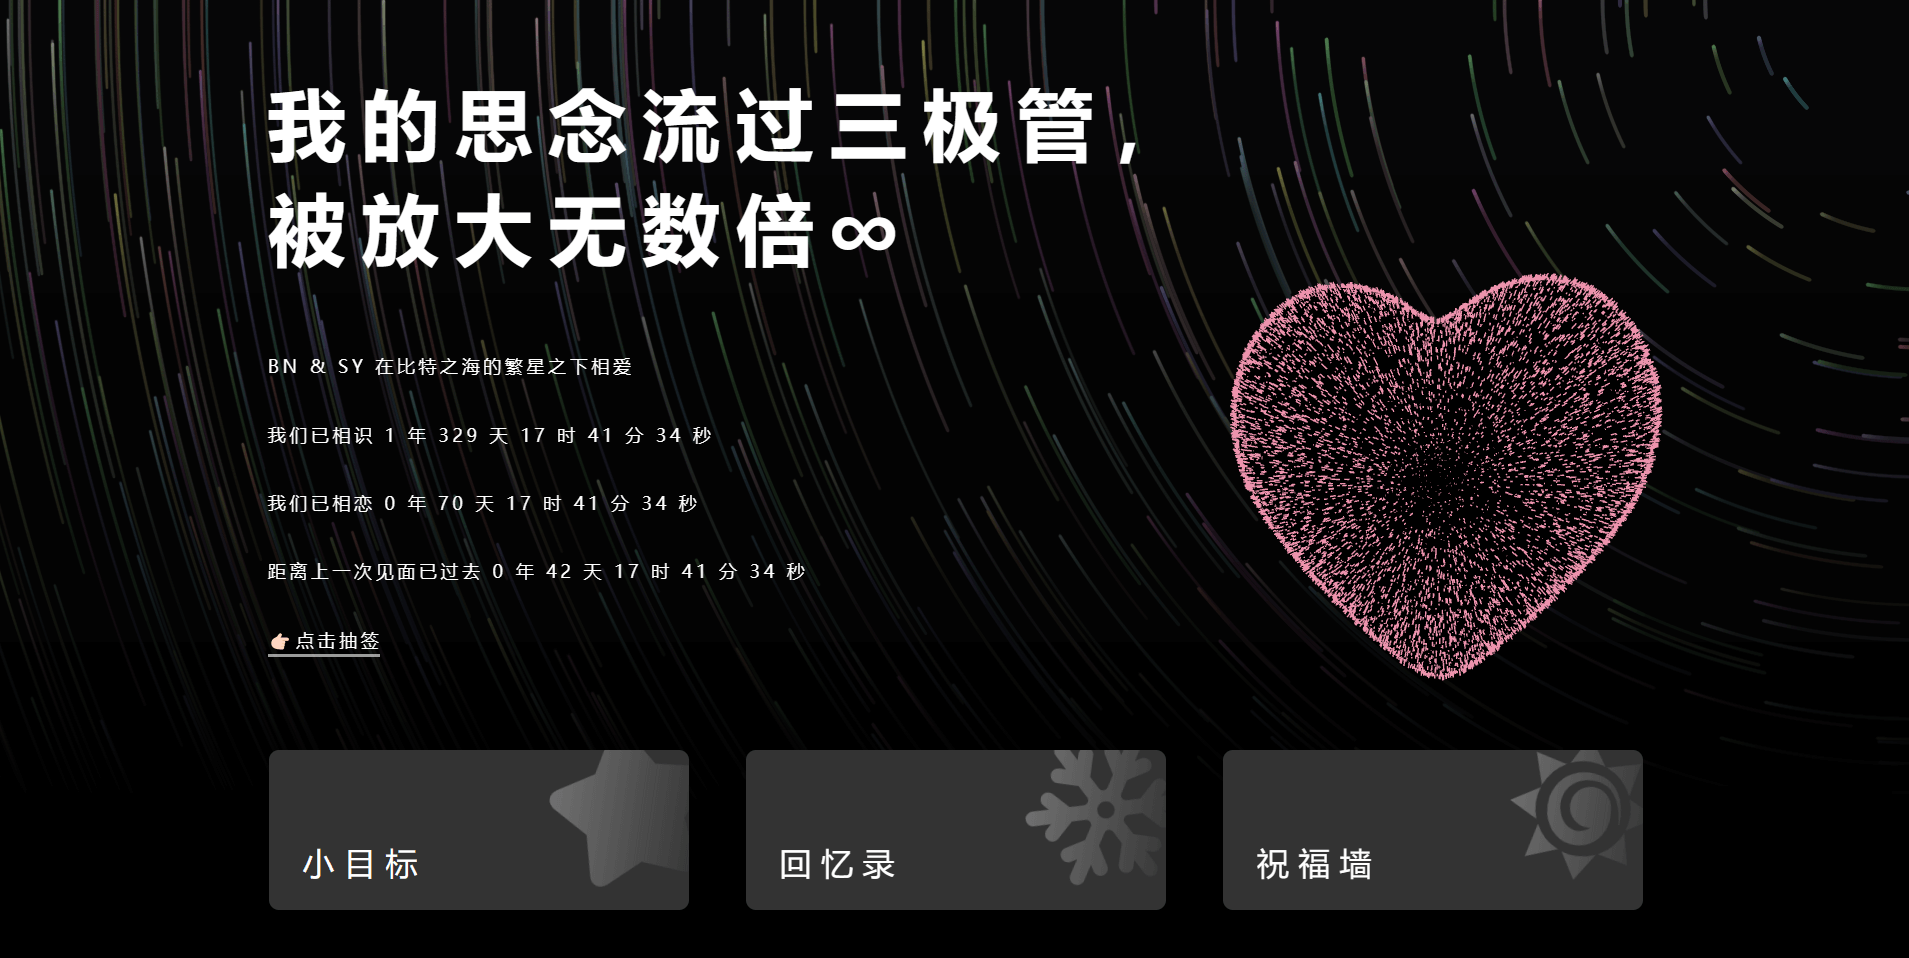 我的思念流过三极管,
被放大无数倍∞
BN & SY 在比特之海的繁星之下相爱
我们已相识 1 年 329 天 17 时 41 分 34 秒
我们已相恋 0 年 70 天 17 时 41 分 34 秒
距离上一次见面已过去 0 年 42 天 17 时 41 分 34 秒
👉🏻点击抽签
小目标
回忆录
祝福墙